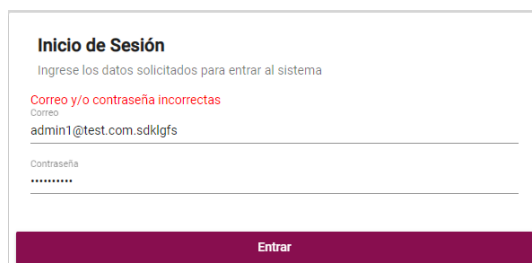 Inicio de Sesión
Ingrese los datos solicitados para entrar al sistema
Correo y/o contraseña incorrectas
Correo
admin1@test.com.sdklgfs
Contraseña
••••••••••
Entrar